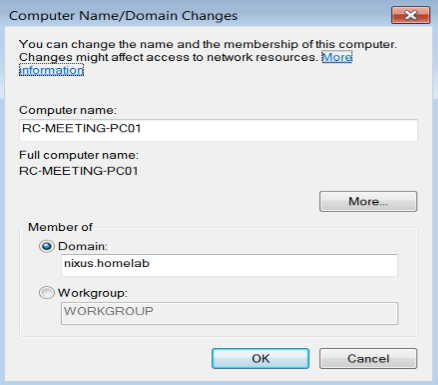 Computer Name/Domain Changes
You can change the name and the membership of this computer.
Changes might affect access to network resources. More
information
Computer name:
RC-MEETING-PC01
Full computer name:
RC-MEETING-PC01
More...
Member of
Domain:
nixus.homelab
Workgroup:
WORKGROUP
OK
Cancel